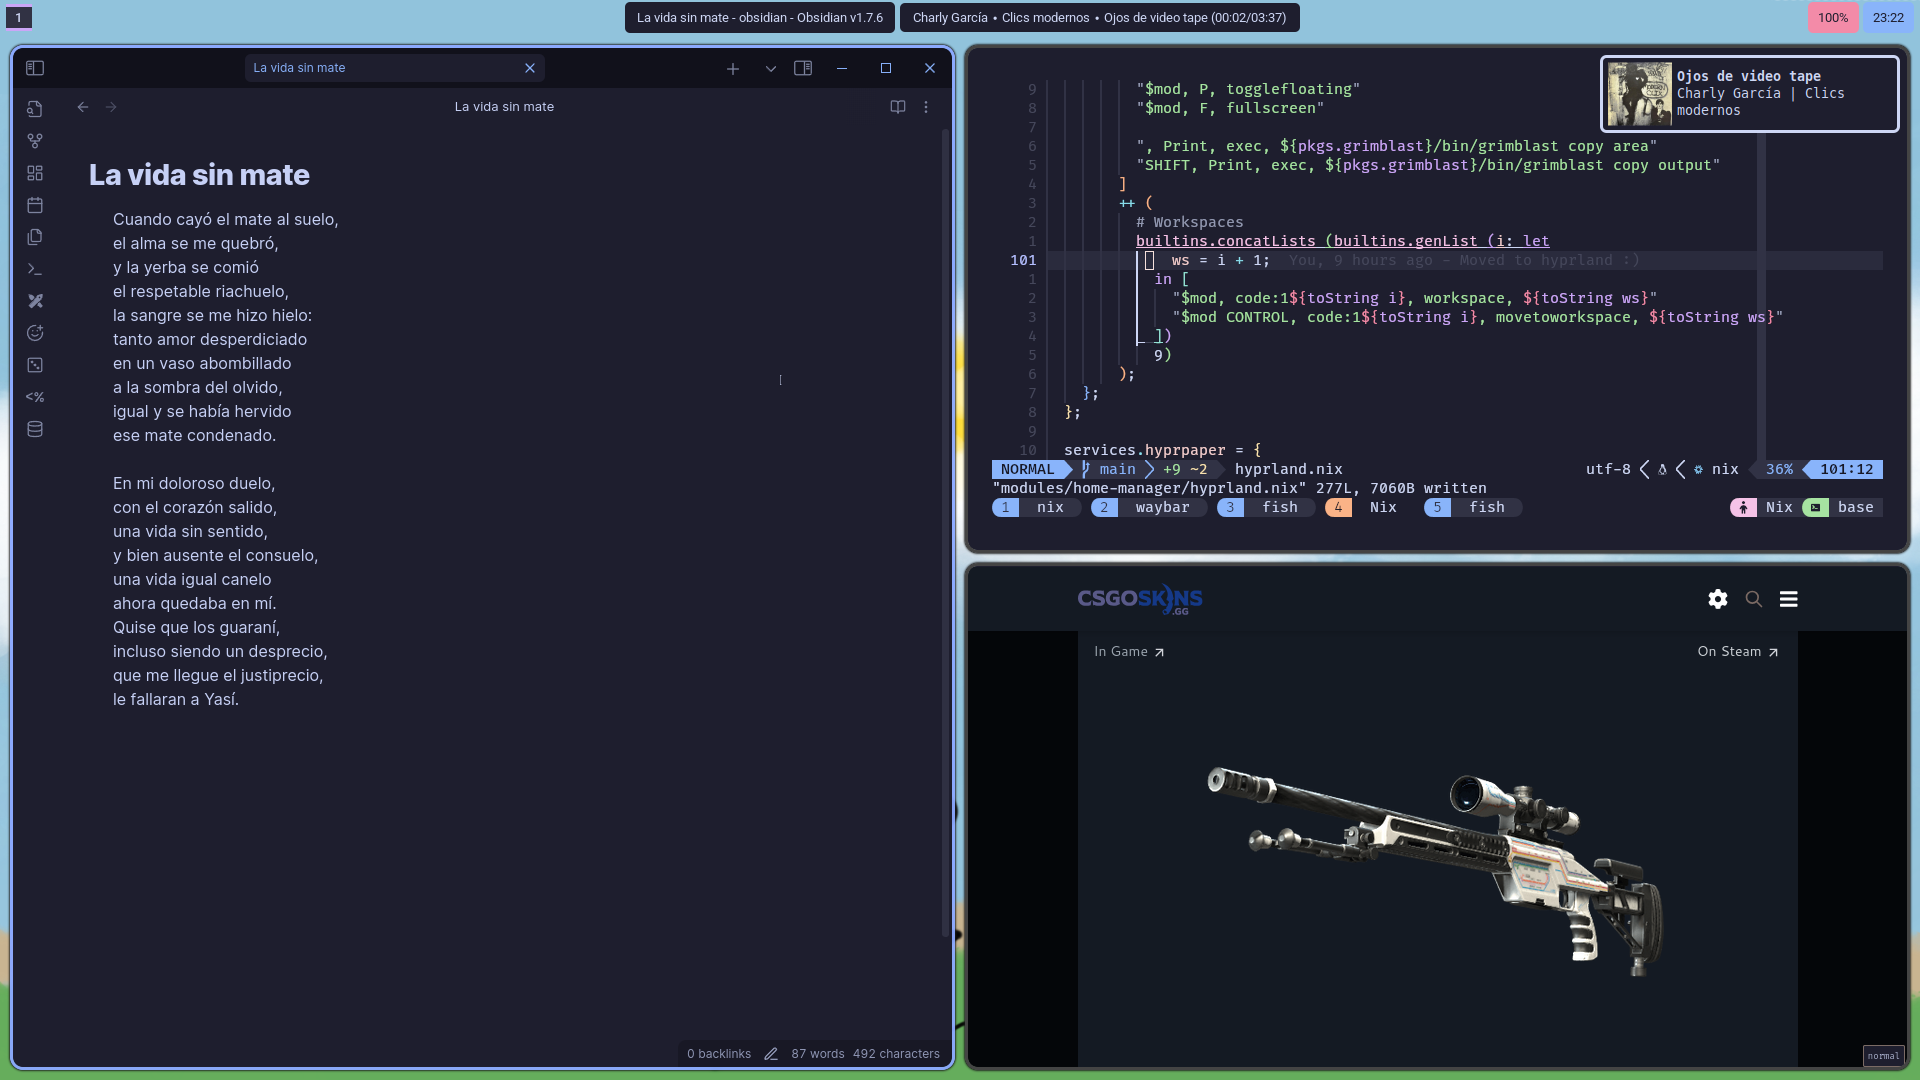 1
La vida sin mate - obsidian - Obsidian v1.7.6
Charly García • Clics modernos • Ojos de video tape (00:02/03:37)
100%
23:22
La vida sin mate
La vida sin mate
La vida sin mate
Cuando cayó el mate al suelo,
el alma se me quebró,
y la yerba se comió
el respetable riachuelo,
la sangre se me hizo hielo:
tanto amor desperdiciado
en un vaso abombillado
a la sombra del olvido,
igual y se había hervido
ese mate condenado.
En mi doloroso duelo,
con el corazón salido,
una vida sin sentido,
y bien ausente el consuelo,
una vida igual canelo
ahora quedaba en mí.
Quise que los guaraní,
incluso siendo un desprecio,
que me llegue el justiprecio,
le fallaran a Yasí.
0 backlinks 87 words 492 characters
Ojos de video tape
Charly García | Clics
modernos
9 "$mod, P, togglefloating"
8 "$mod, F, fullscreen"
7
6 ", Print, exec, ${pkgs.grimblast}/bin/grimblast copy area"
5 "SHIFT, Print, exec, ${pkgs.grimblast}/bin/grimblast copy output"
4 ]
3 ++ (
2 # Workspaces
1 builtins.concatLists (builtins.genList (i: let
101 ws = i + 1; You, 9 hours ago - Moved to hyprland :)
1 in [
2 "$mod, code:1${toString i}, workspace, ${toString ws}"
3 "$mod CONTROL, code:1${toString i}, movetoworkspace, ${toString ws}"
4 ])
5 9)
6 );
7 };
8 };
9
10 services.hyprpaper = {
NORMAL main +9 ~2 hyprland.nix utf-8 nix 36% 101:12
"modules/home-manager/hyprland.nix" 277L, 7060B written
1 nix 2 waybar 3 fish 4 Nix 5 fish Nix base
CSGOSKINS
.GG
In Game
On Steam
normal